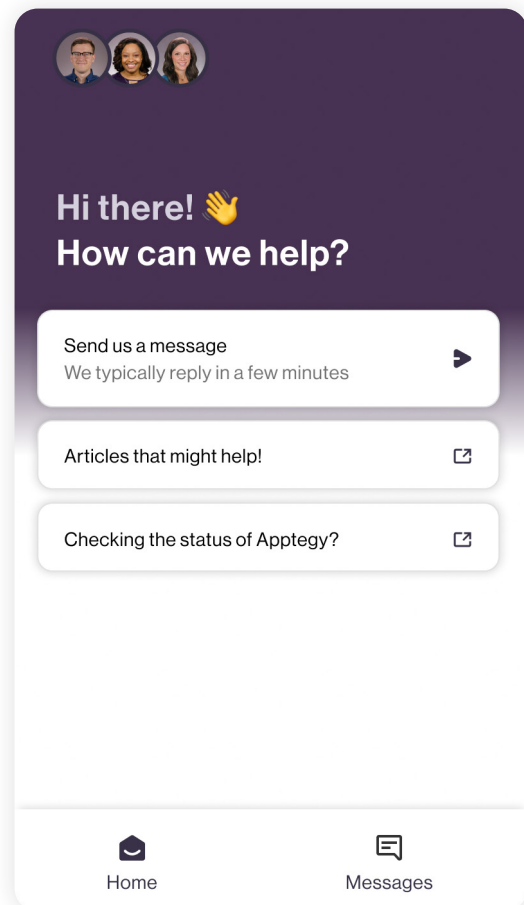 Hi there! 👋
How can we help?
Send us a message
We typically reply in a few minutes
Articles that might help!
Checking the status of Apptegy?
Home
Messages